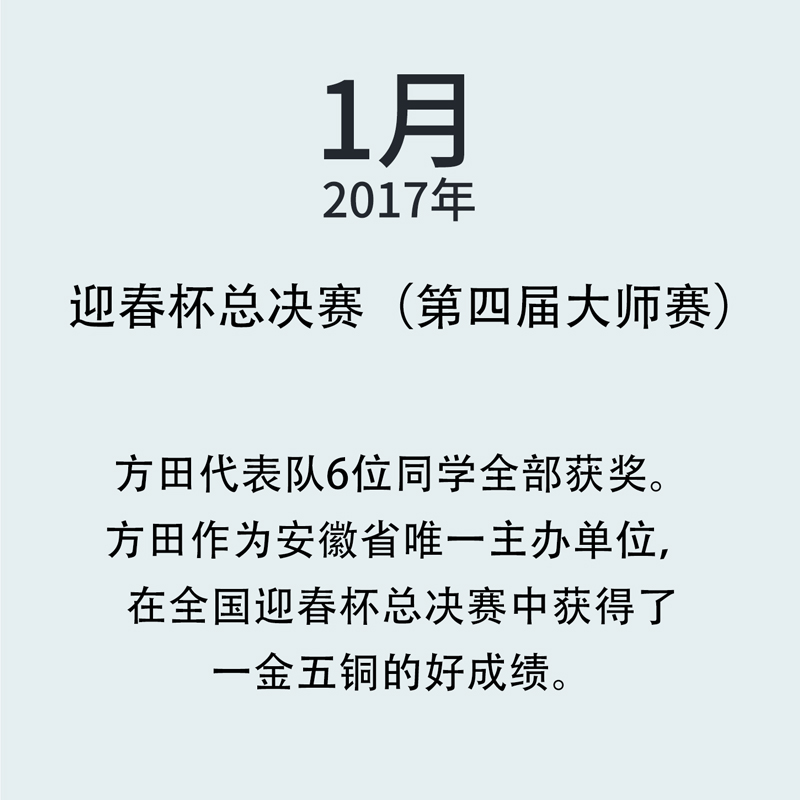 1月
2017年
迎春杯总决赛（第四届大师赛）
方田代表队6位同学全部获奖。
方田作为安徽省唯一主办单位，
在全国迎春杯总决赛中获得了
一金五铜的好成绩。